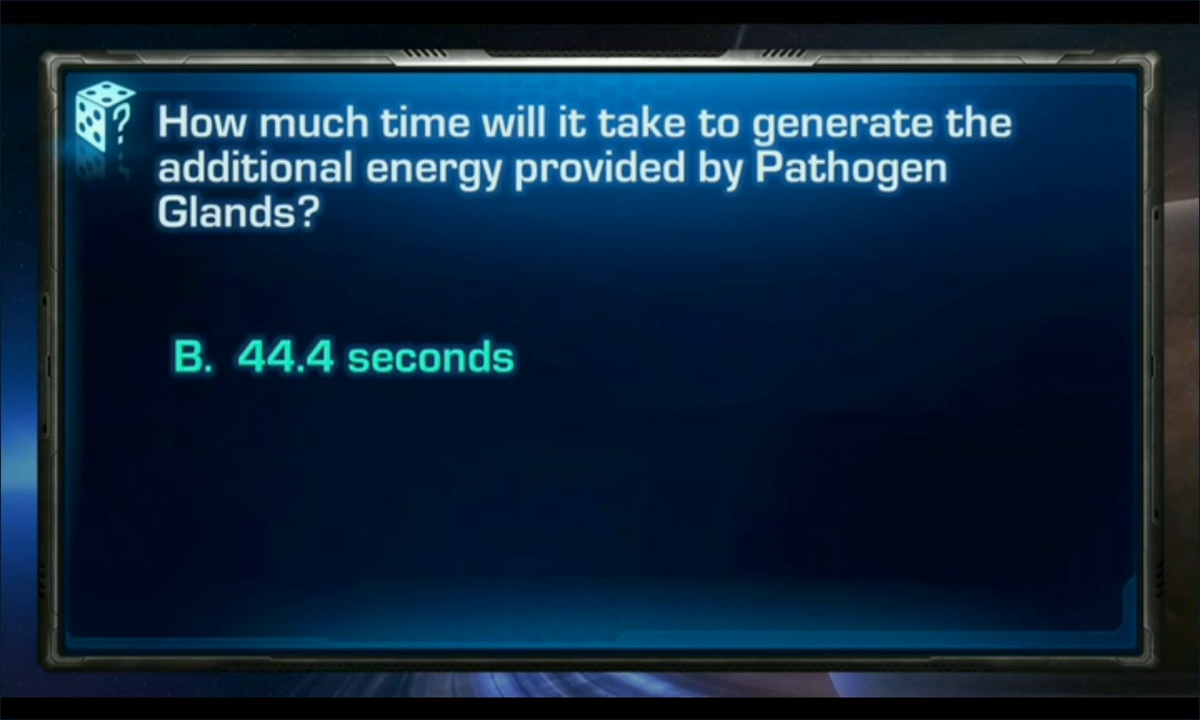 How much time will it take to generate the
additional energy provided by Pathogen
Glands?
B. 44.4 seconds